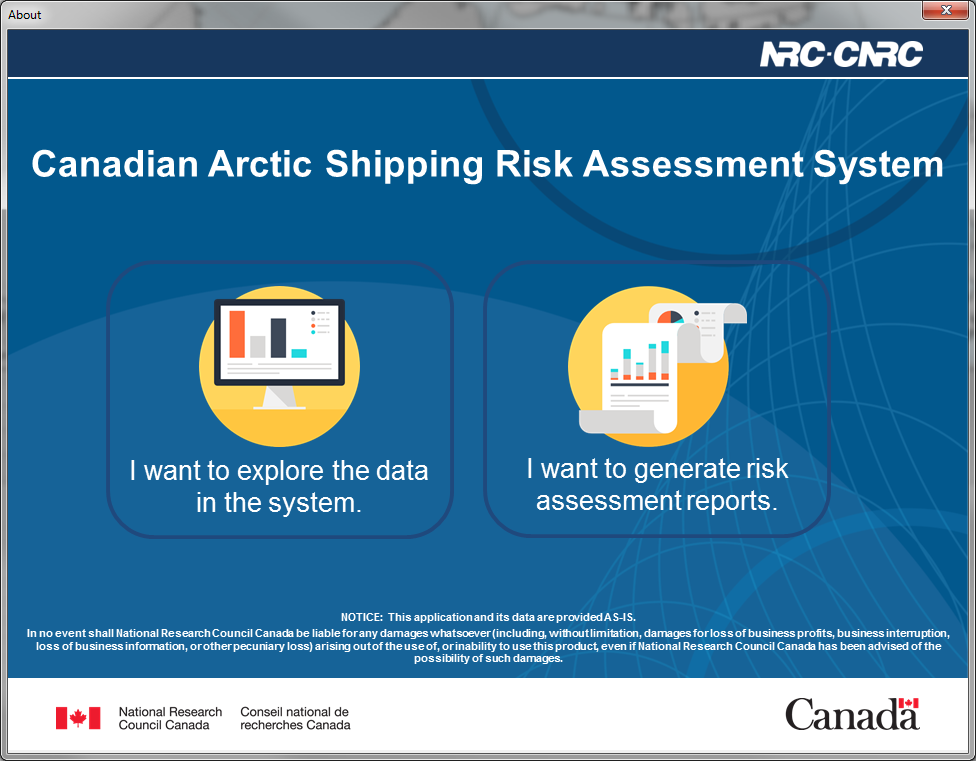 About
NRC·CNRC
Canadian Arctic Shipping Risk Assessment System
I want to explore the data
in the system.
I want to generate risk
assessment reports.
NOTICE: This application and its data are provided AS-IS.
In no event shall National Research Council Canada be liable for any damages whatsoever (including, without limitation, damages for loss of business profits, business interruption,
loss of business information, or other pecuniary loss) arising out of the use of, or inability to use this product, even if National Research Council Canada has been advised of the
possibility of such damages.
National Research
Council Canada
Conseil national de
recherches Canada
Canada